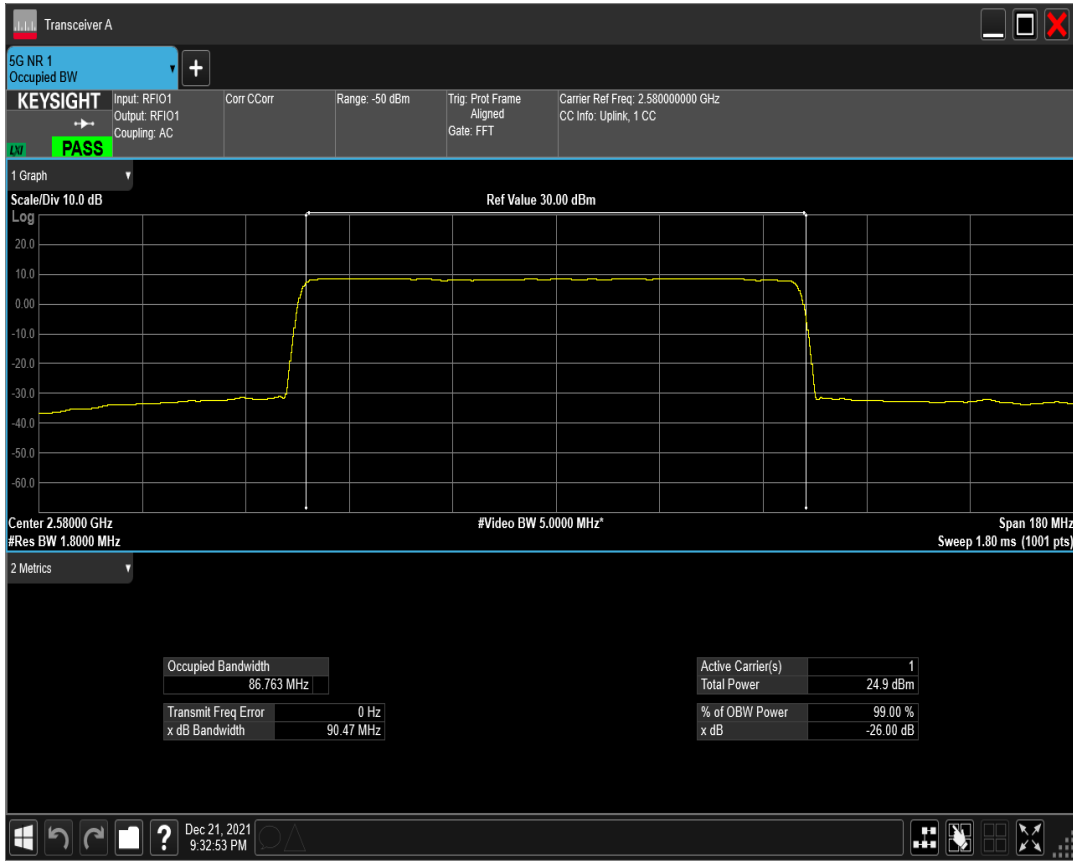 Transceiver A
5G NR 1
Occupied BW
+
KEYSIGHT
LXI
PASS
Input: RFIO1
Output: RFIO1
Coupling: AC
Corr CCorr
Range: -50 dBm
Trig: Prot Frame
Aligned
Gate: FFT
Carrier Ref Freq: 2.580000000 GHz
CC Info: Uplink, 1 CC
1 Graph
Scale/Div 10.0 dB
Ref Value 30.00 dBm
Log
20.0
10.0
0.00
-10.0
-20.0
-30.0
-40.0
-50.0
-60.0
Center 2.58000 GHz
#Video BW 5.0000 MHz*
Span 180 MHz
#Res BW 1.8000 MHz
Sweep 1.80 ms (1001 pts)
2 Metrics
Occupied Bandwidth
86.763 MHz
Transmit Freq Error 0 Hz
x dB Bandwidth 90.47 MHz
Active Carrier(s) 1
Total Power 24.9 dBm
% of OBW Power 99.00 %
x dB -26.00 dB
?
Dec 21, 2021
9:32:53 PM